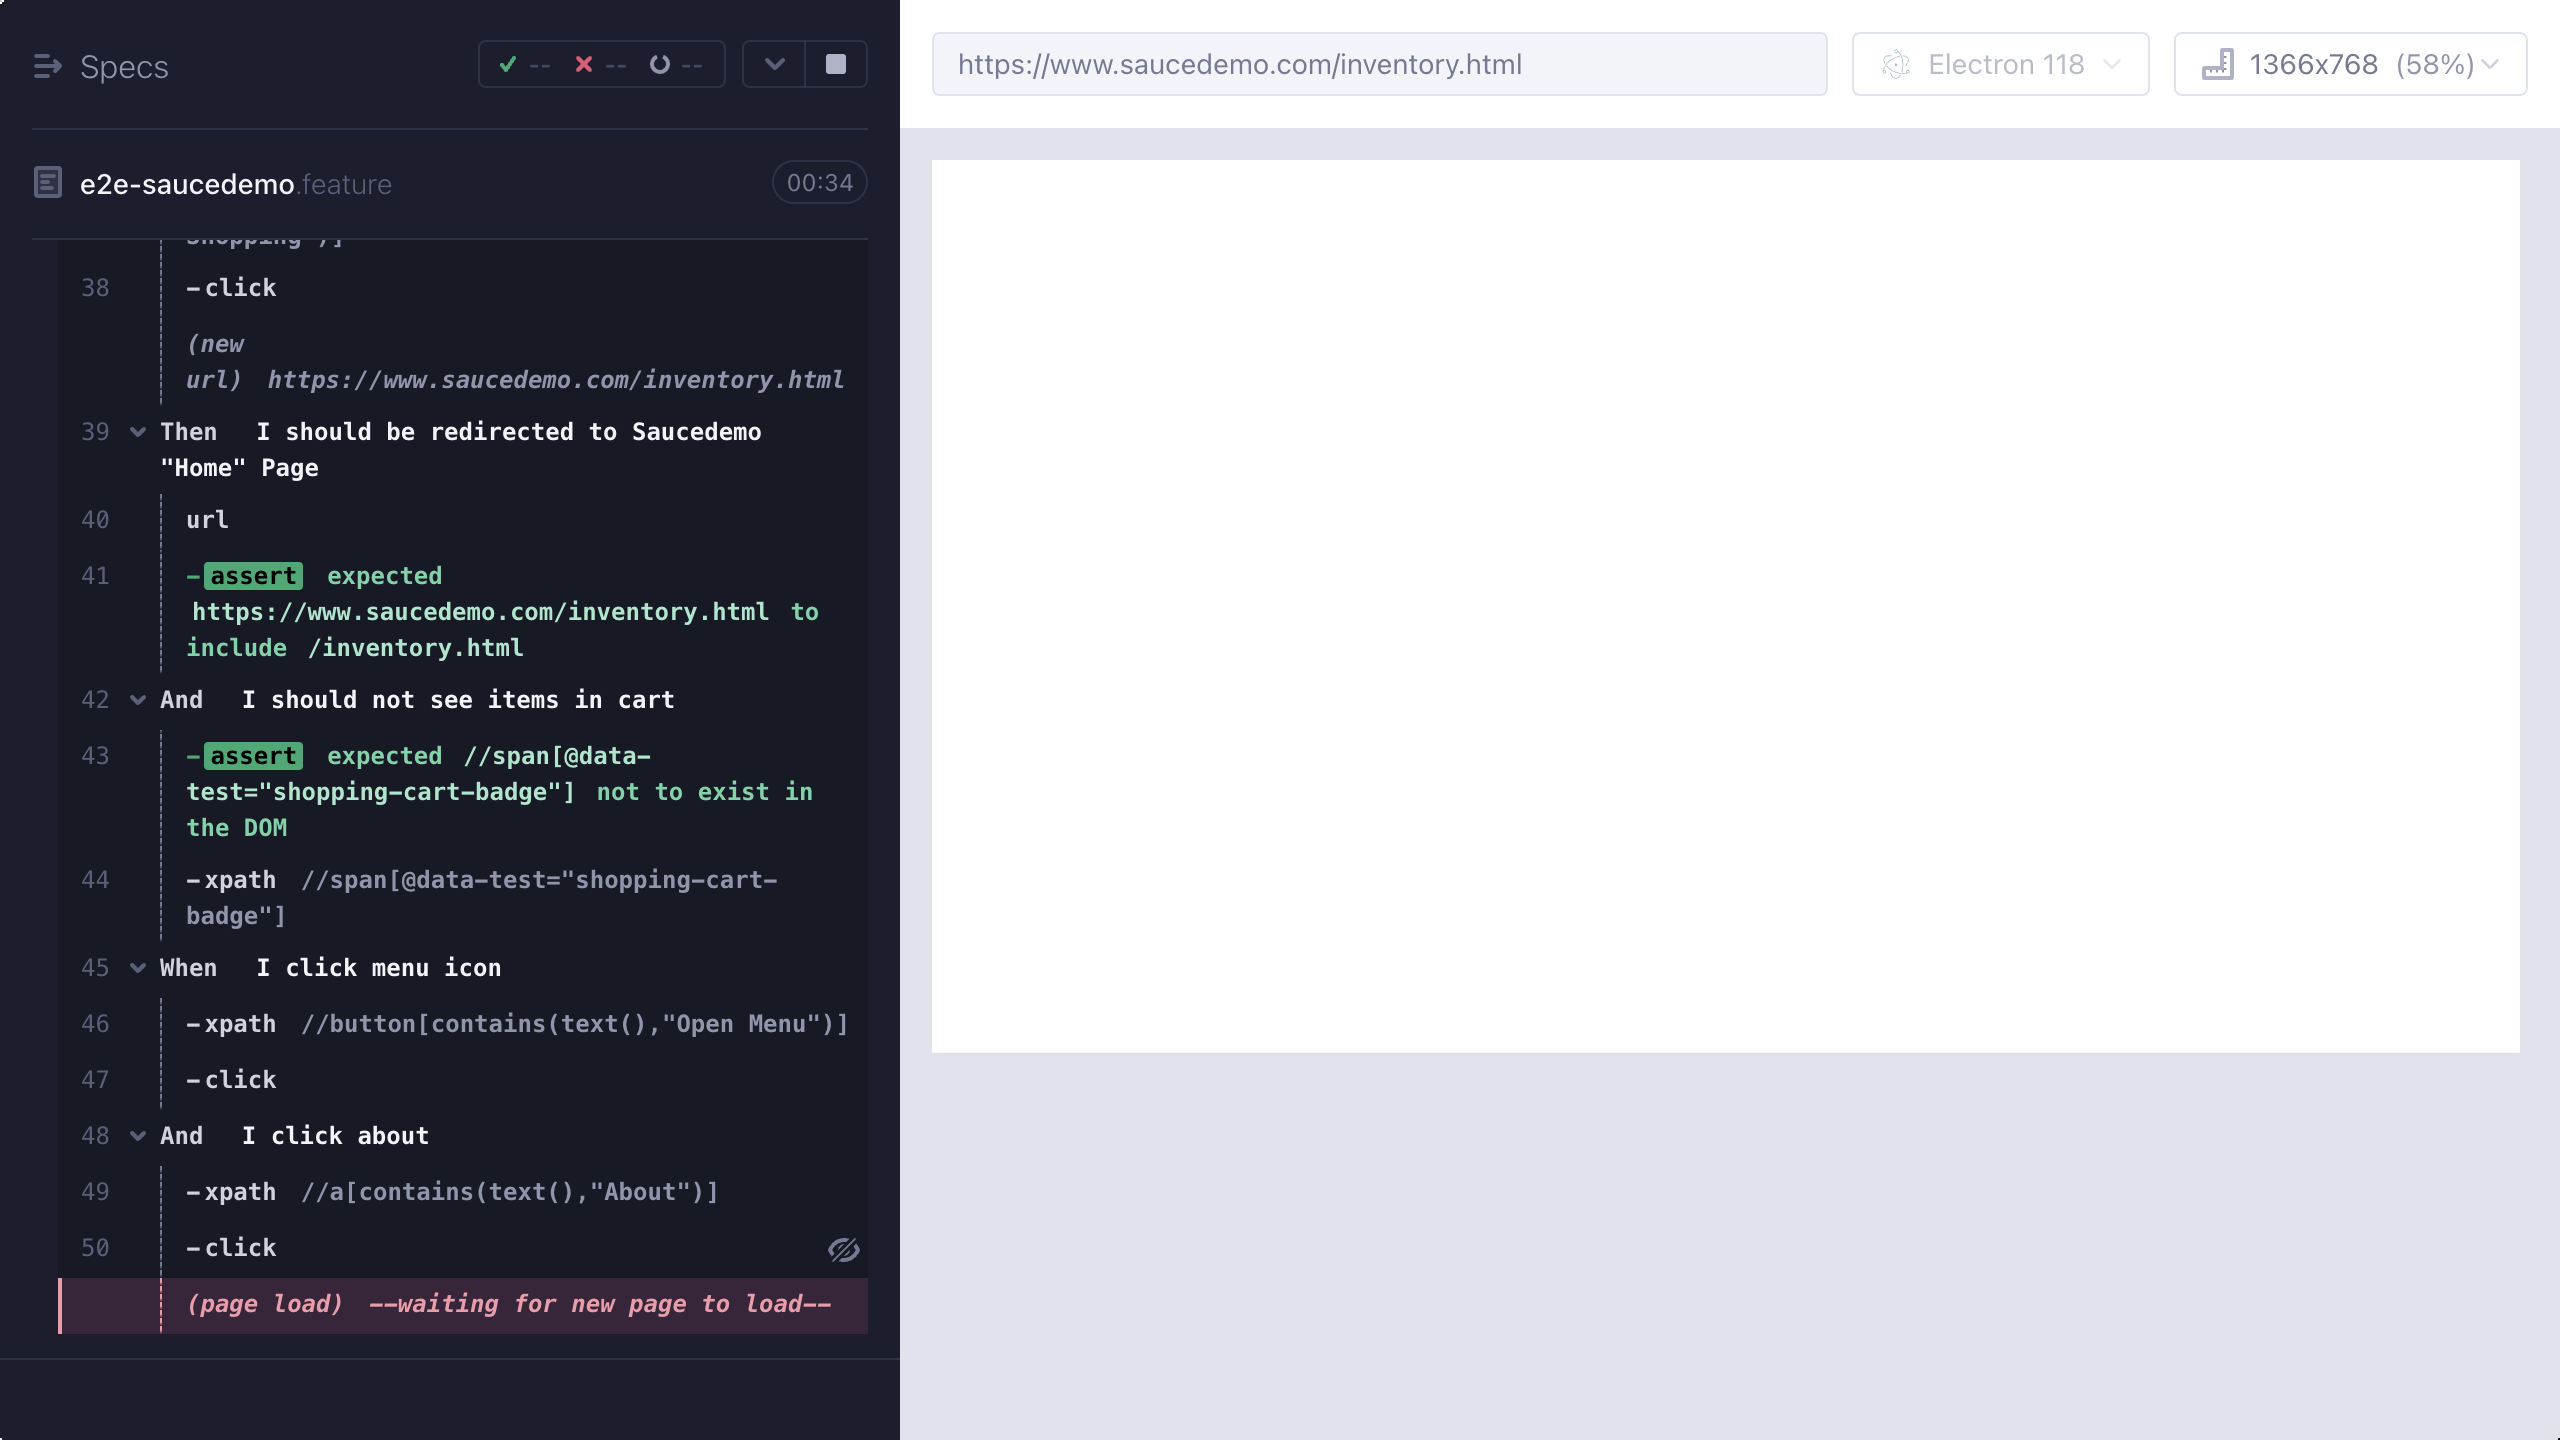 Specs
--
--
--
e2e-saucedemo.feature
00:34
shopping")]
38 -click
(new
url) https://www.saucedemo.com/inventory.html
39 Then I should be redirected to Saucedemo
"Home" Page
40 url
41 -assert expected
https://www.saucedemo.com/inventory.html to
include /inventory.html
42 And I should not see items in cart
43 -assert expected //span[@data-
test="shopping-cart-badge"] not to exist in
the DOM
44 -xpath //span[@data-test="shopping-cart-
badge"]
45 When I click menu icon
46 -xpath //button[contains(text(),"Open Menu")]
47 -click
48 And I click about
49 -xpath //a[contains(text(),"About")]
50 -click
(page load) --waiting for new page to load--
https://www.saucedemo.com/inventory.html
Electron 118
1366x768 (58%)